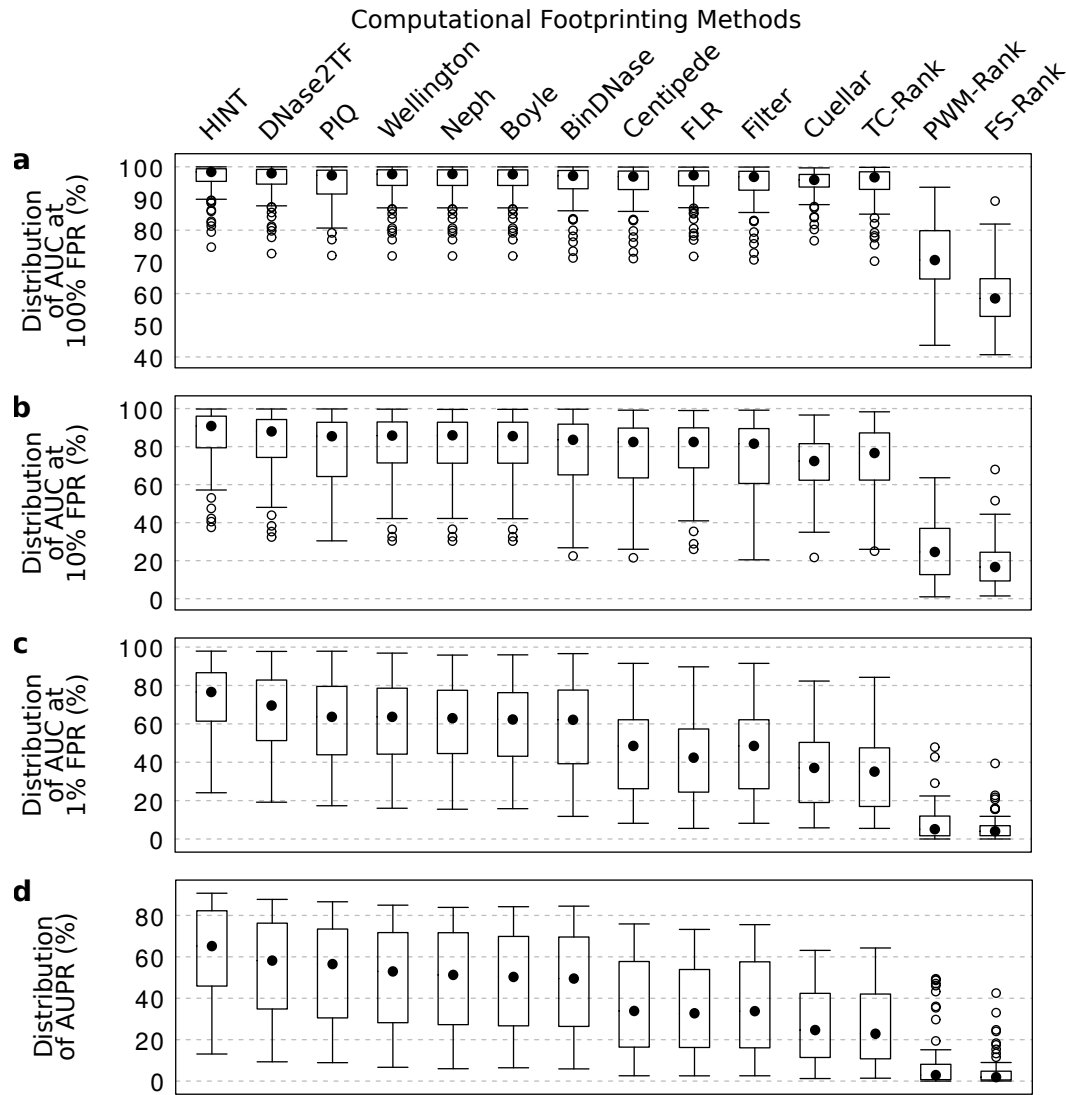 Computational Footprinting Methods
HINT
DNase2TF
PIQ
Wellington
Neph
Boyle
BinDNase
Centipede
FLR
Filter
Cuellar
TC-Rank
PWM-Rank
FS-Rank
a
Distribution
of AUC at
100% FPR (%)
100
90
80
70
60
50
40
b
Distribution
of AUC at
10% FPR (%)
100
80
60
40
20
0
c
Distribution
of AUC at
1% FPR (%)
100
80
60
40
20
0
d
Distribution
of AUPR (%)
80
60
40
20
0